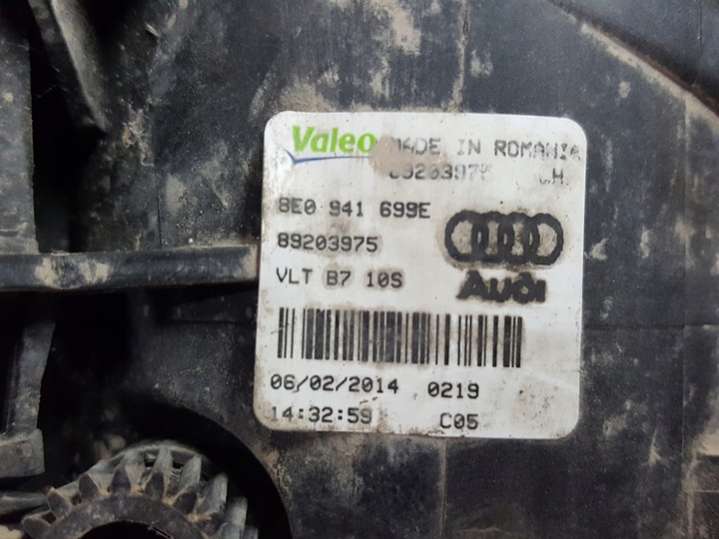 Valeo MADE IN ROMANIA
89203975 CH
8E0 941 699E
89203975
VLT B7 10S
Audi
06/02/2014 0219
14:32:59 C05